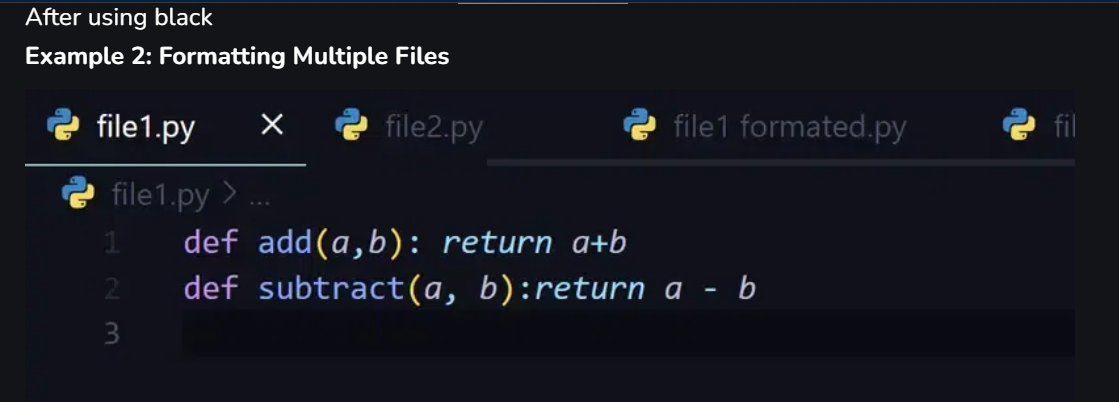 After using black
Example 2: Formatting Multiple Files
file1.py × file2.py file1 formated.py fil
file1.py > ...
1 def add(a,b): return a+b
2 def subtract(a, b):return a - b
3